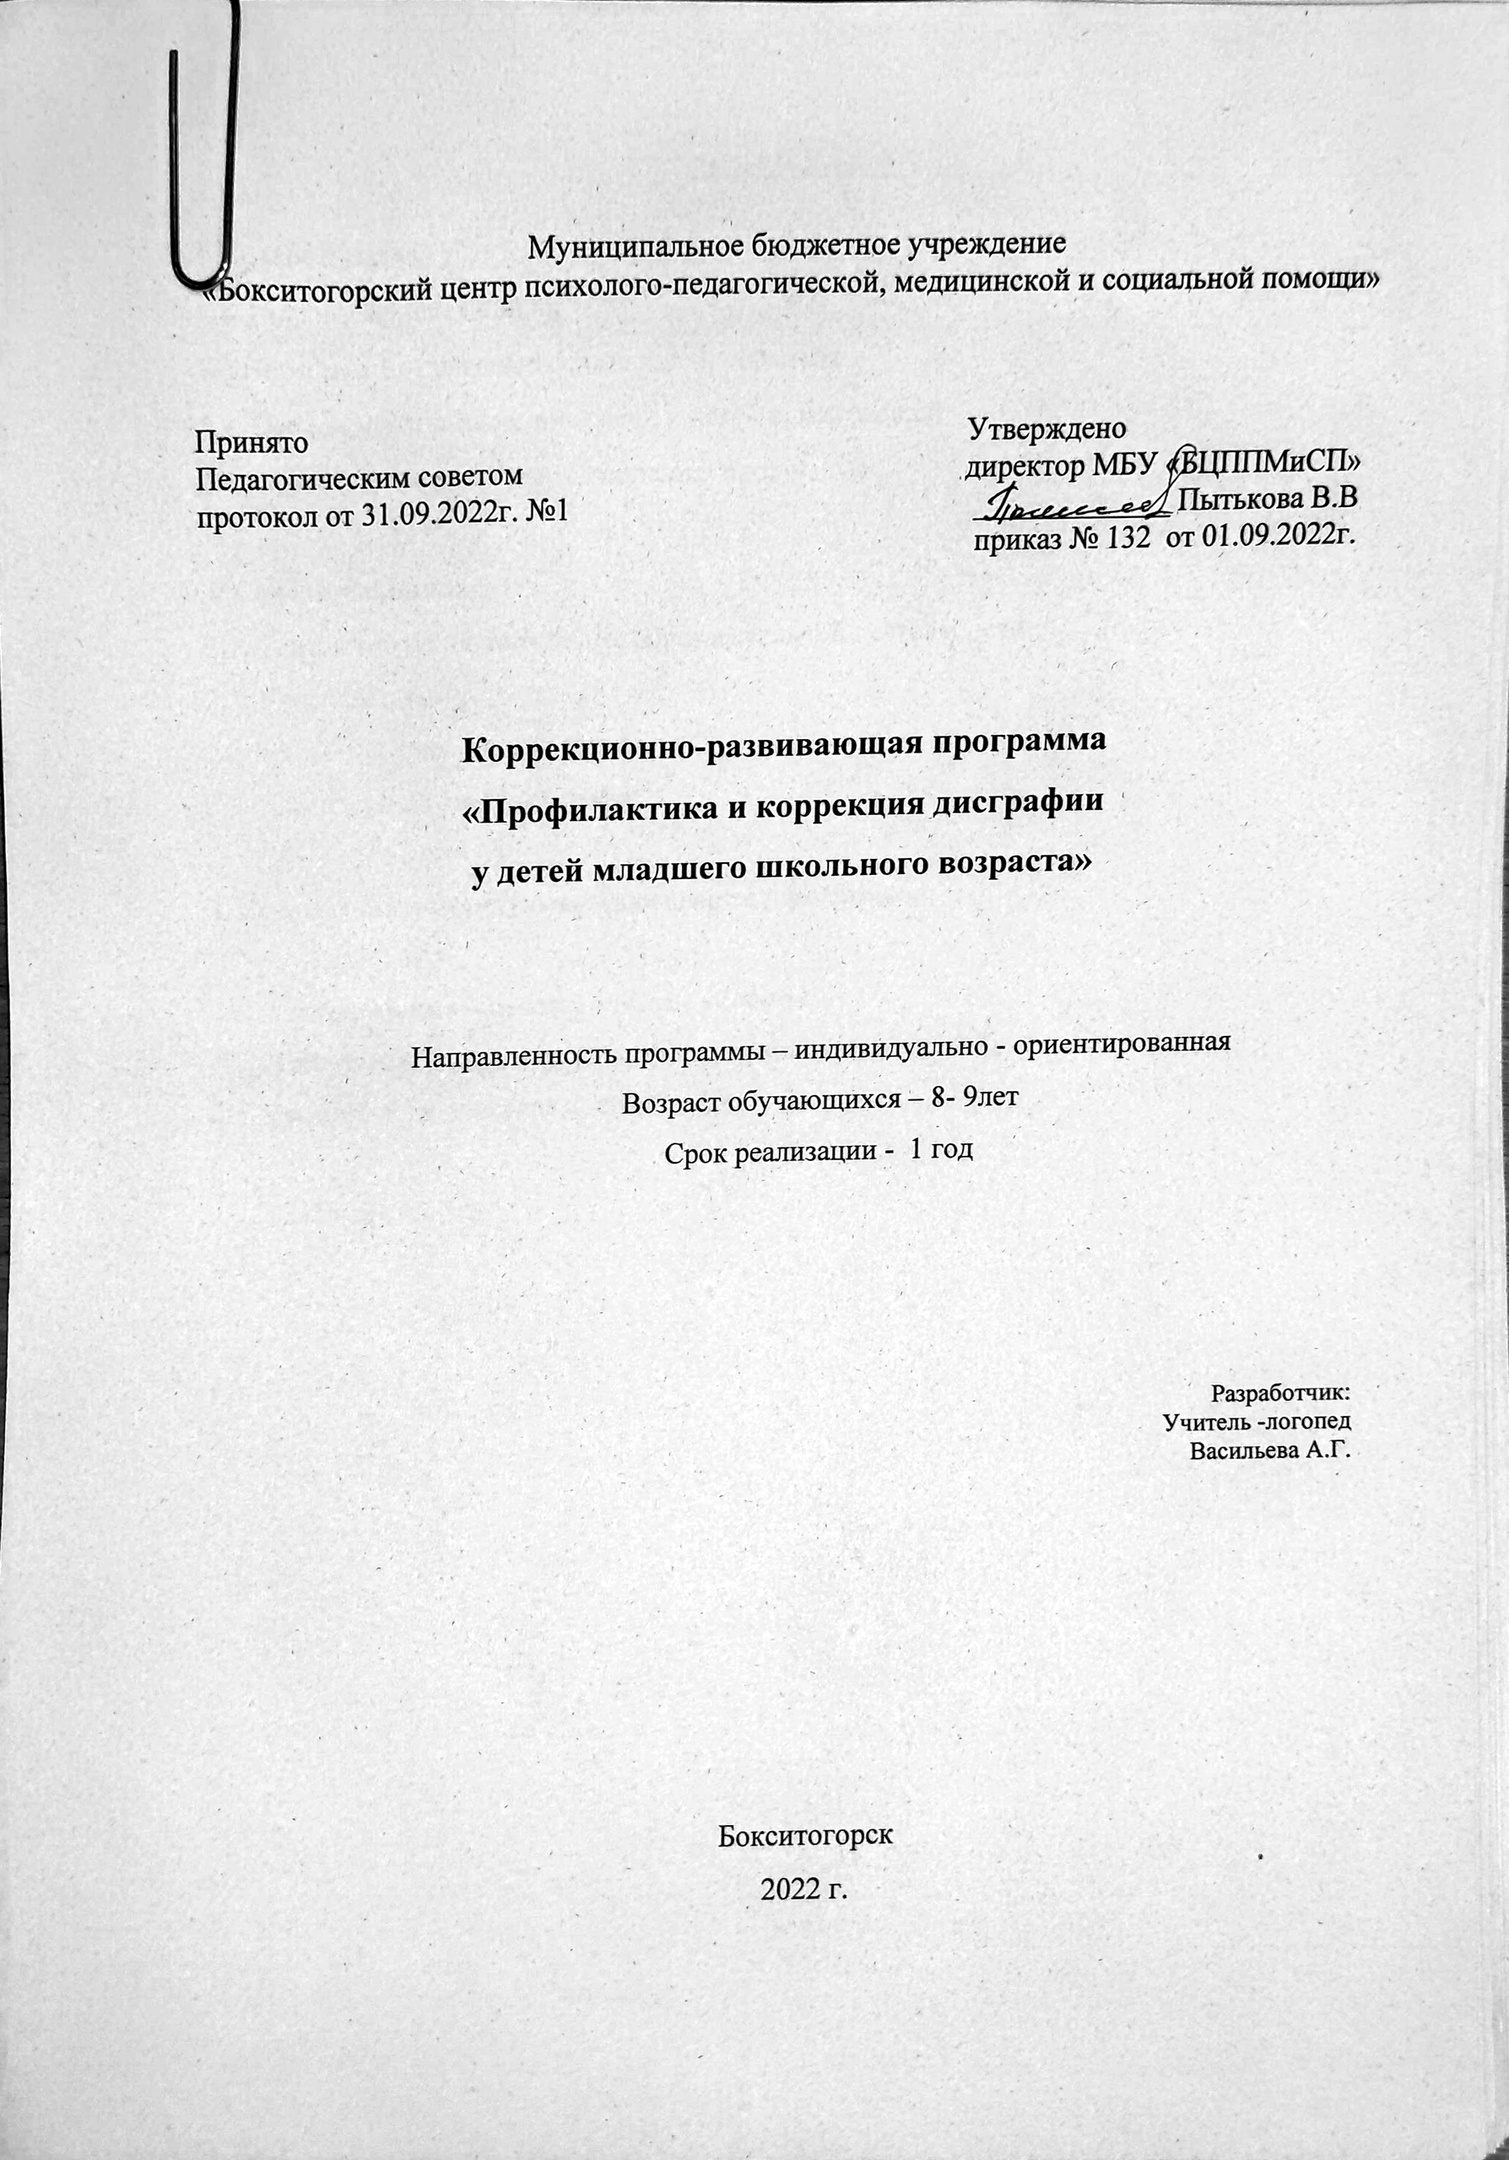 Муниципальное бюджетное учреждение
«Бокситогорский центр психолого-педагогической, медицинской и социальной помощи»
Принято
Педагогическим советом
протокол от 31.09.2022г. №1
Утверждено
директор МБУ «БЦППМиСП»
Пытькова В.В
приказ № 132 от 01.09.2022г.
Коррекционно-развивающая программа
«Профилактика и коррекция дисграфии
у детей младшего школьного возраста»
Направленность программы – индивидуально - ориентированная
Возраст обучающихся – 8- 9лет
Срок реализации - 1 год
Разработчик:
Учитель -логопед
Васильева А.Г.
Бокситогорск
2022 г.